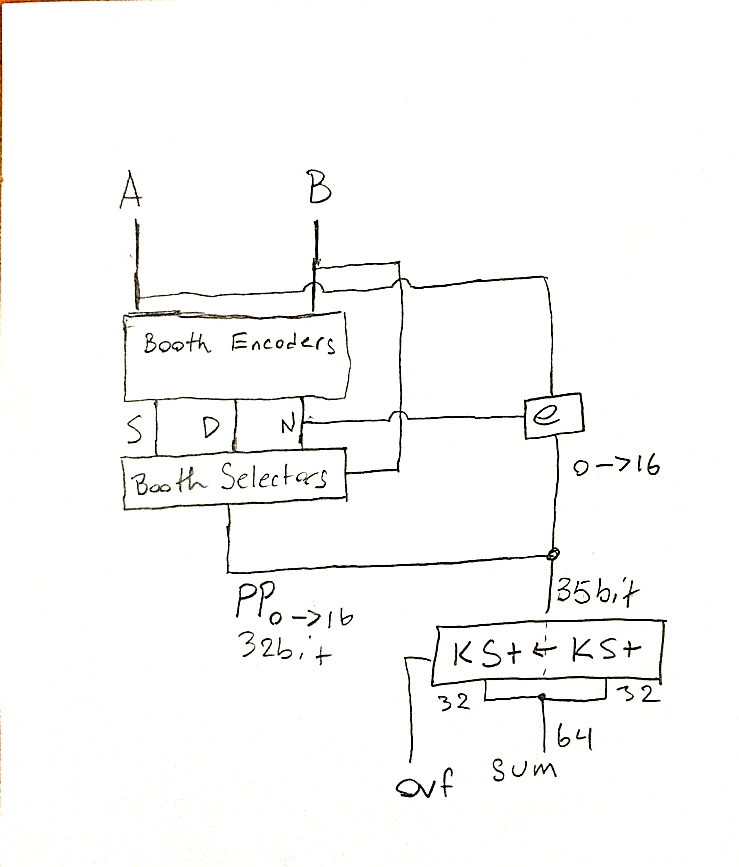 A B
Booth Encoders
S D N
e
0->16
Booth Selectors
PP0->16
32bit
35bit
KS+ ← KS+
32 32
64
ovf sum